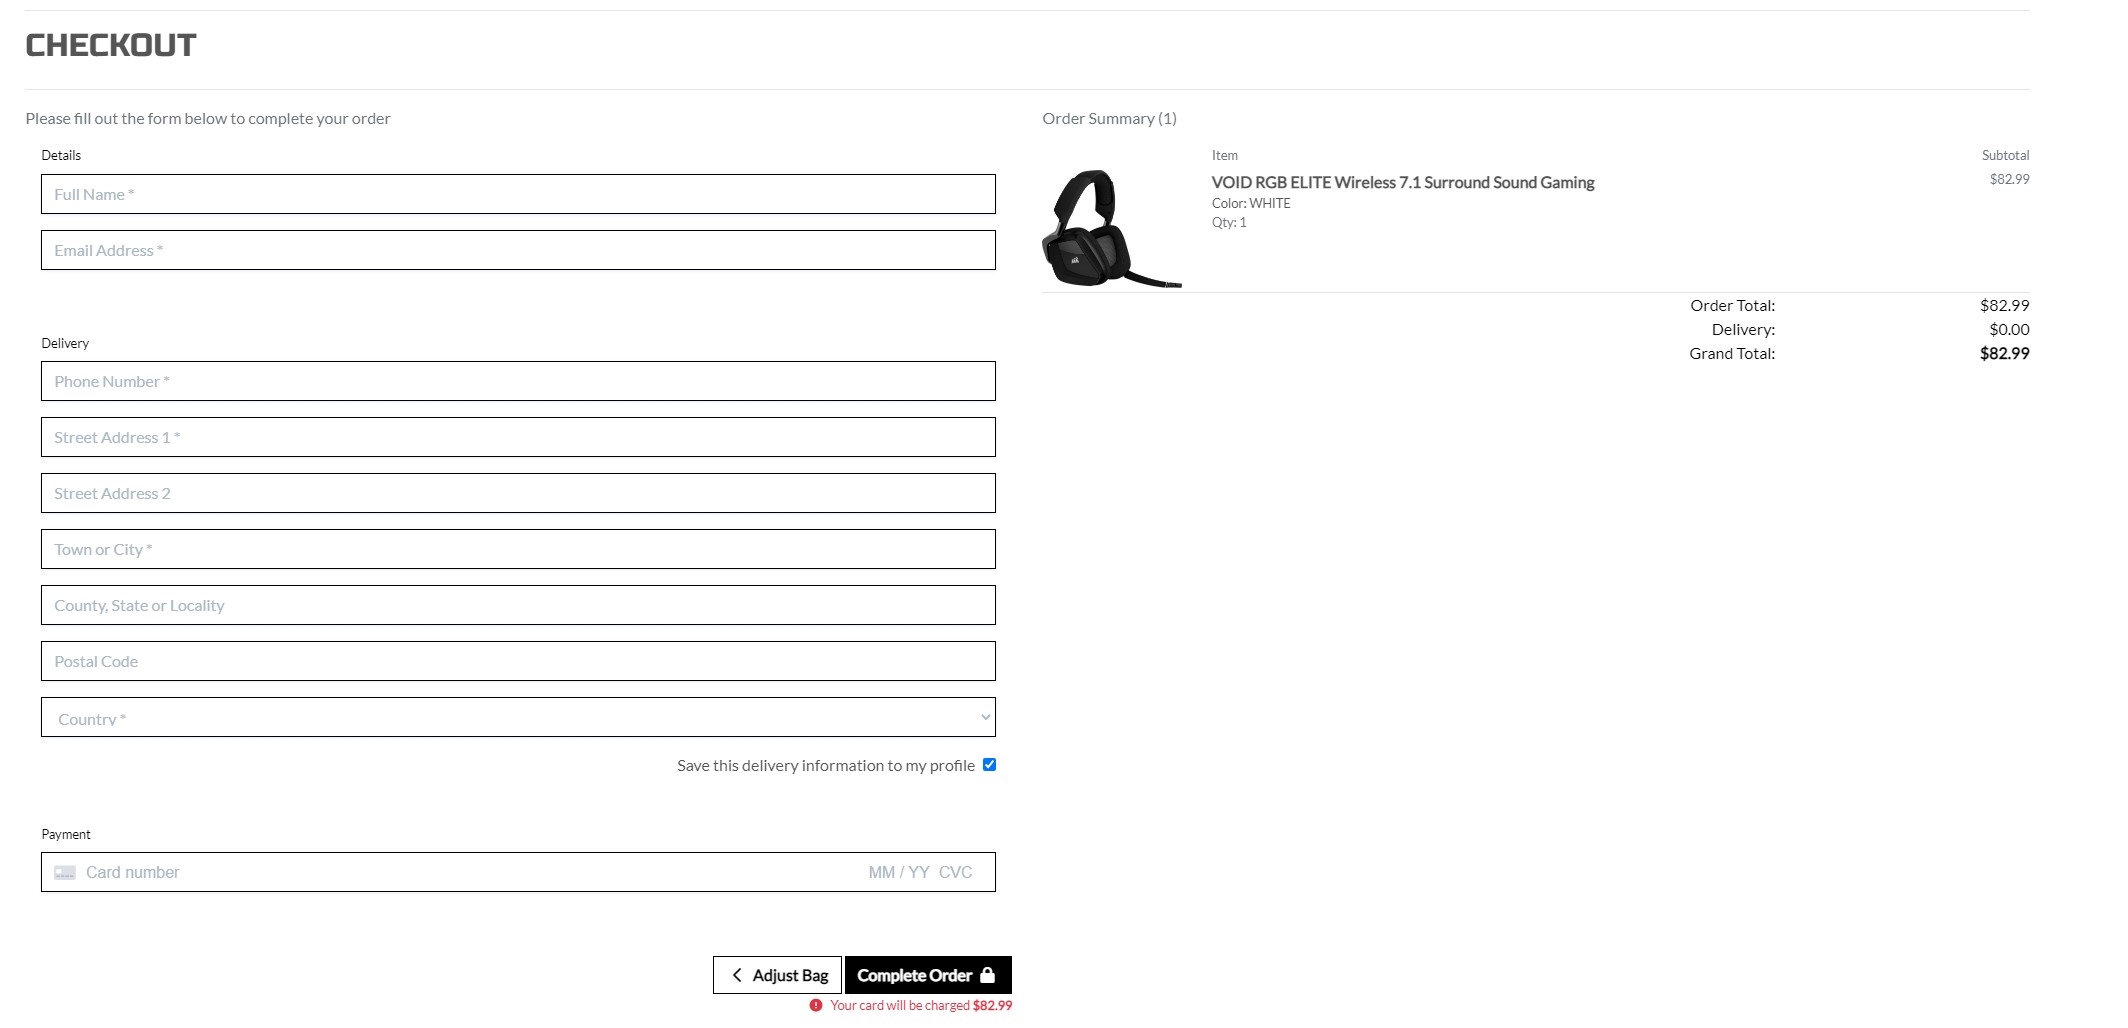 CHECKOUT
Please fill out the form below to complete your order
Details
Full Name *
Email Address *
Delivery
Phone Number *
Street Address 1 *
Street Address 2
Town or City *
County, State or Locality
Postal Code
Country *
Save this delivery information to my profile
Payment
Card number MM / YY CVC
Adjust Bag Complete Order
Your card will be charged $82.99
Order Summary (1)
Item Subtotal
VOID RGB ELITE Wireless 7.1 Surround Sound Gaming $82.99
Color: WHITE
Qty: 1
Order Total: $82.99
Delivery: $0.00
Grand Total: $82.99